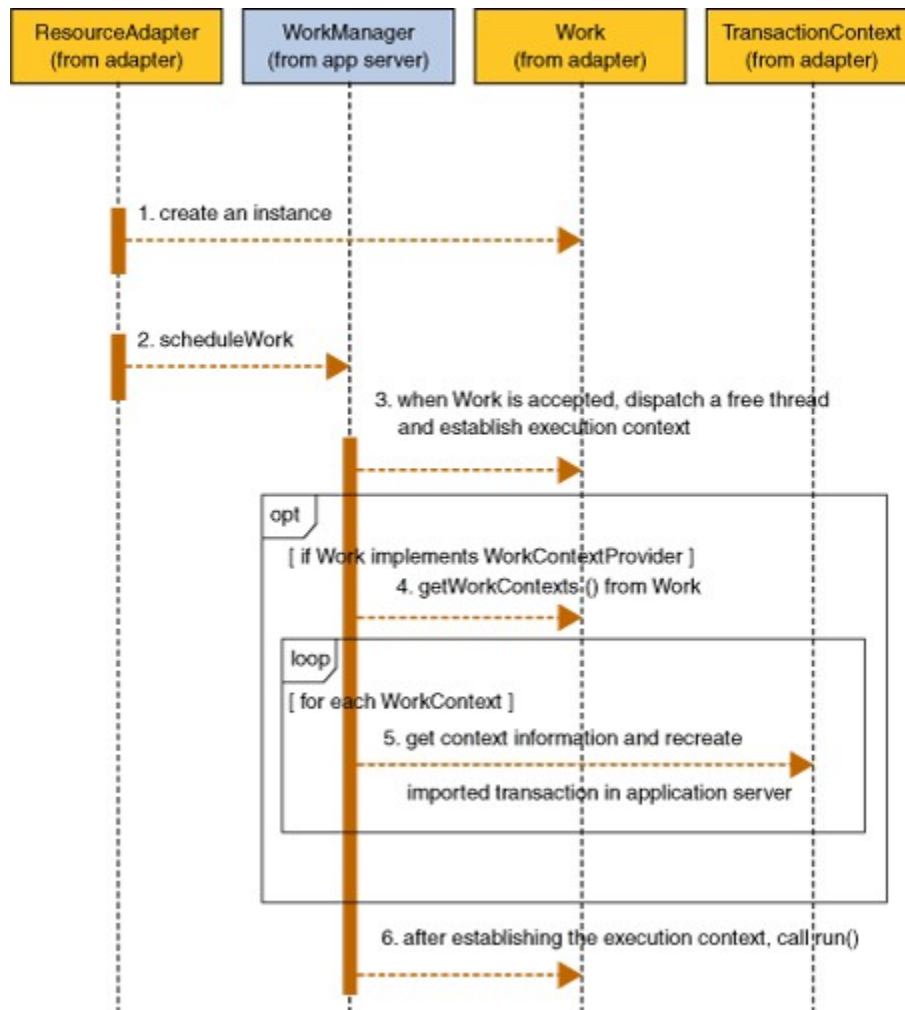 ResourceAdapter
(from adapter)
WorkManager
(from app server)
Work
(from adapter)
TransactionContext
(from adapter)
1. create an instance
2. scheduleWork
3. when Work is accepted, dispatch a free thread
and establish execution context
opt
[ if Work implements WorkContextProvider ]
4. getWorkContexts () from Work
loop
[ for each WorkContext ]
5. get context information and recreate
imported transaction in application server
6. after establishing the execution context, call run()